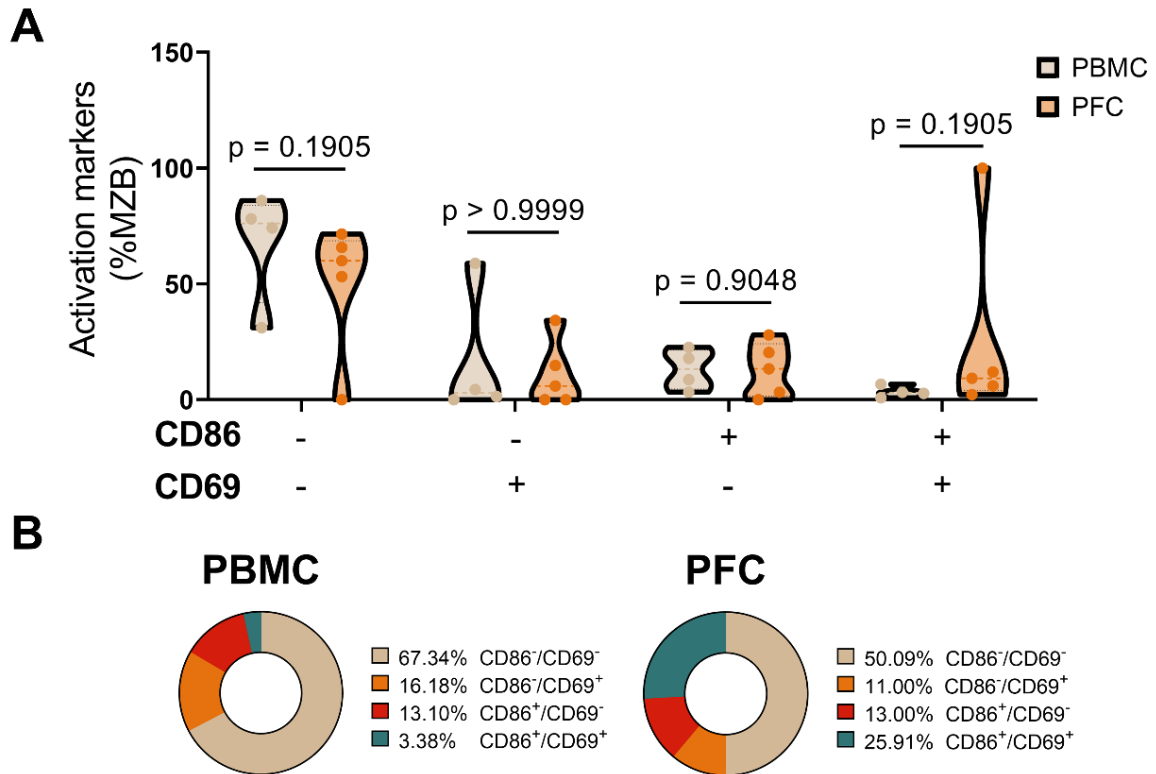 A
Activation markers
(%MZB)
150
100
50
0
p = 0.1905
p > 0.9999
p = 0.9048
p = 0.1905
PBMC
PFC
CD86 - - + +
CD69 - + - +
B
PBMC
67.34% CD86⁻/CD69⁻
16.18% CD86⁻/CD69⁺
13.10% CD86⁺/CD69⁻
3.38% CD86⁺/CD69⁺
PFC
50.09% CD86⁻/CD69⁻
11.00% CD86⁻/CD69⁺
13.00% CD86⁺/CD69⁻
25.91% CD86⁺/CD69⁺